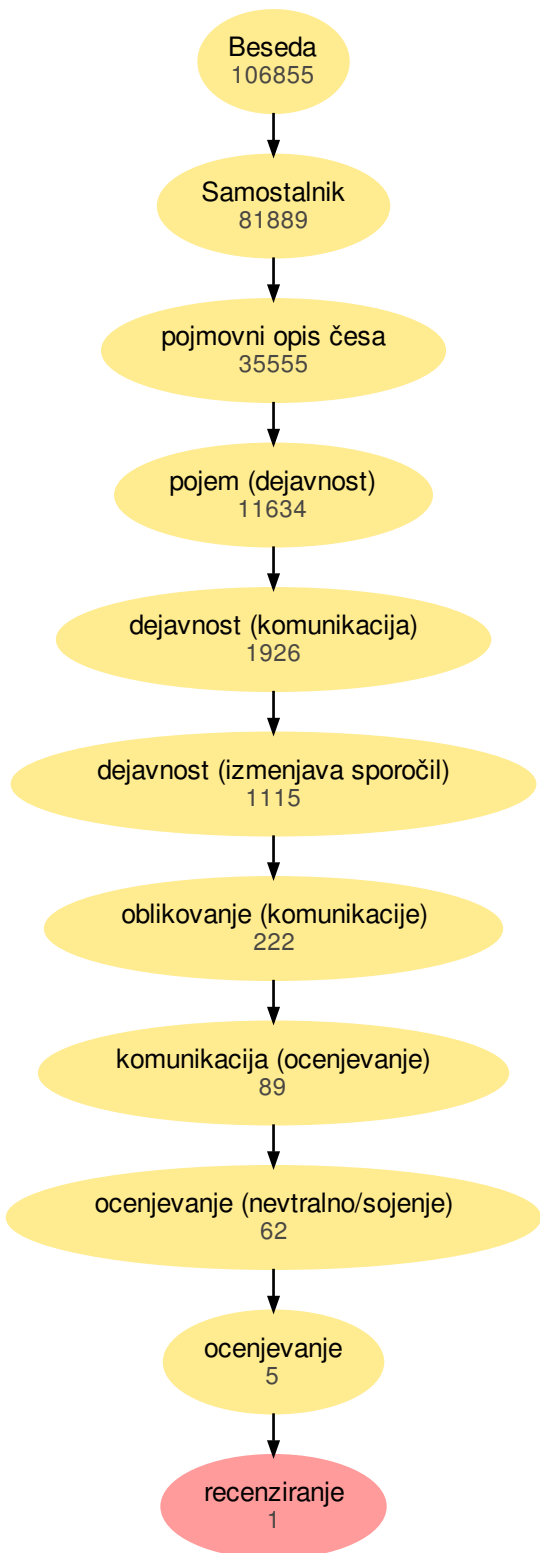 Beseda
106855
Samostalnik
81889
pojmovni opis česa
35555
pojem (dejavnost)
11634
dejavnost (komunikacija)
1926
dejavnost (izmenjava sporočil)
1115
oblikovanje (komunikacije)
222
komunikacija (ocenjevanje)
89
ocenjevanje (nevtralno/sojenje)
62
ocenjevanje
5
recenziranje
1